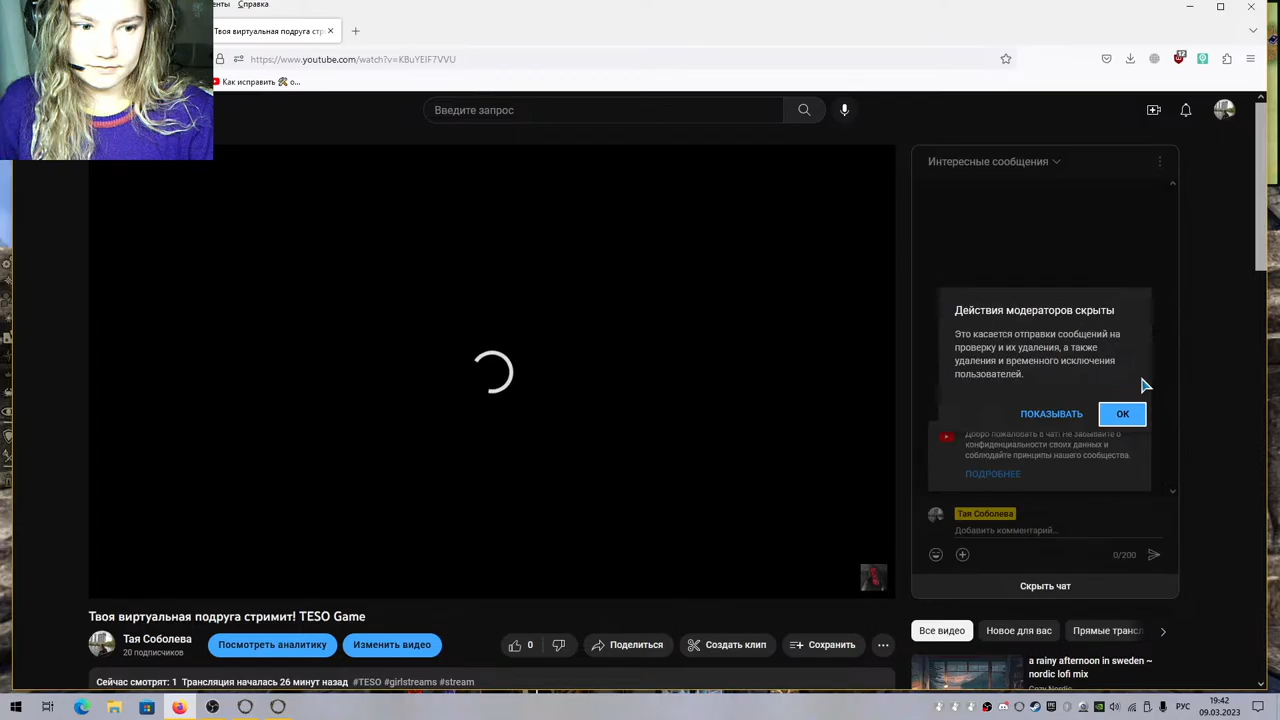 енты Справка
Твоя виртуальная подруга стр
https://www.youtube.com/watch?v=KBuYEIF7VVU
12
Как исправить 🛠 о...
Введите запрос
Интересные сообщения
Действия модераторов скрыты
Это касается отправки сообщений на
проверку и их удаления, а также
удаления и временного исключения
пользователей.
ПОКАЗЫВАТЬ
ОК
Добро пожаловать в чат! Не забывайте о
конфиденциальности своих данных и
соблюдайте принципы нашего сообщества.
ПОДРОБНЕЕ
Тая Соболева
Добавить комментарий...
0/200
Скрыть чат
Твоя виртуальная подруга стримит! TESO Game
Тая Соболева
20 подписчиков
Посмотреть аналитику
Изменить видео
0
Поделиться
Создать клип
Сохранить
Все видео
Новое для вас
Прямые трансл
Сейчас смотрят: 1 Трансляция началась 26 минут назад #TESO #girlstreams #stream
a rainy afternoon in sweden ~
nordic lofi mix
Cozy Nordic
РУС
19:42
09.03.2023